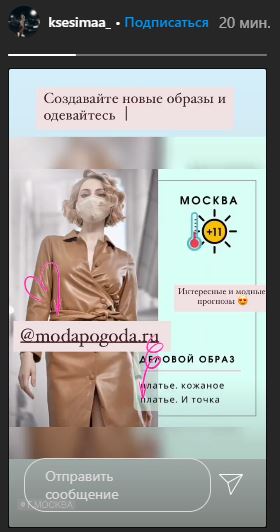 ksesimaa_ • Подписаться 20 мин.
Создавайте новые образы и
одевайтесь
МОСКВА
+11
Интересные и модные
прогнозы 😍
@modapogoda.ru
ДЕЛОВОЙ ОБРАЗ
платье. кожаное
платье. И точка
Отправить
сообщение
Г.МОСКВА